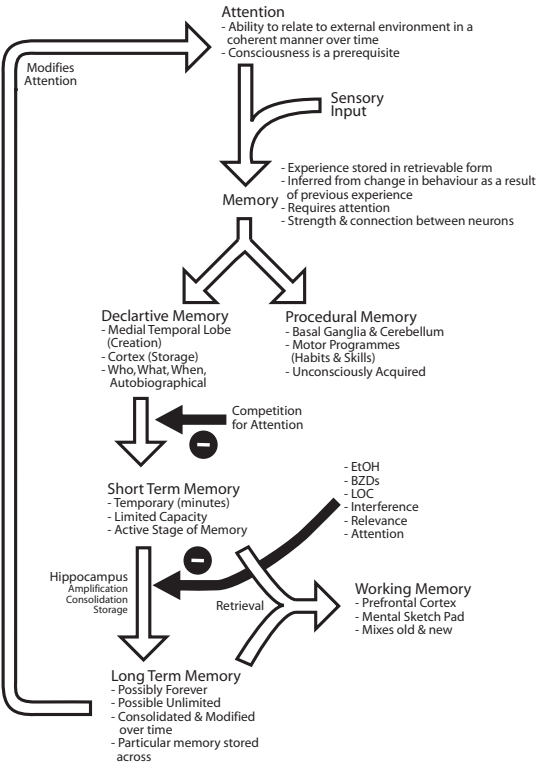 Attention
- Ability to relate to external environment in a
coherent manner over time
- Consciousness is a prerequisite
Modifies
Attention
Sensory
Input
Memory
- Experience stored in retrievable form
- Inferred from change in behaviour as a result
of previous experience
- Requires attention
- Strength & connection between neurons
Declartive Memory
- Medial Temporal Lobe
(Creation)
- Cortex (Storage)
- Who, What, When,
Autobiographical
Procedural Memory
- Basal Ganglia & Cerebellum
- Motor Programmes
(Habits & Skills)
- Unconsciously Acquired
Competition
for Attention
Short Term Memory
- Temporary (minutes)
- Limited Capacity
- Active Stage of Memory
- EtOH
- BZDs
- LOC
- Interference
- Relevance
- Attention
Hippocampus
Amplification
Consolidation
Storage
Retrieval
Working Memory
- Prefrontal Cortex
- Mental Sketch Pad
- Mixes old & new
Long Term Memory
- Possibly Forever
- Possible Unlimited
- Consolidated & Modified
over time
- Particular memory stored
across